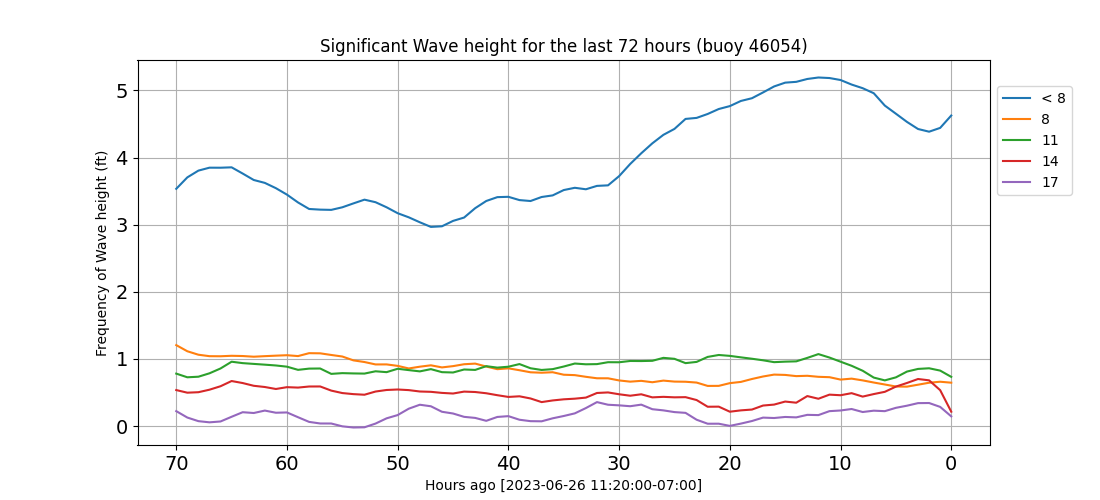 Significant Wave height for the last 72 hours (buoy 46054)
Frequency of Wave height (ft)
5
4
3
2
1
0
70 60 50 40 30 20 10 0
Hours ago [2023-06-26 11:20:00-07:00]
< 8
8
11
14
17